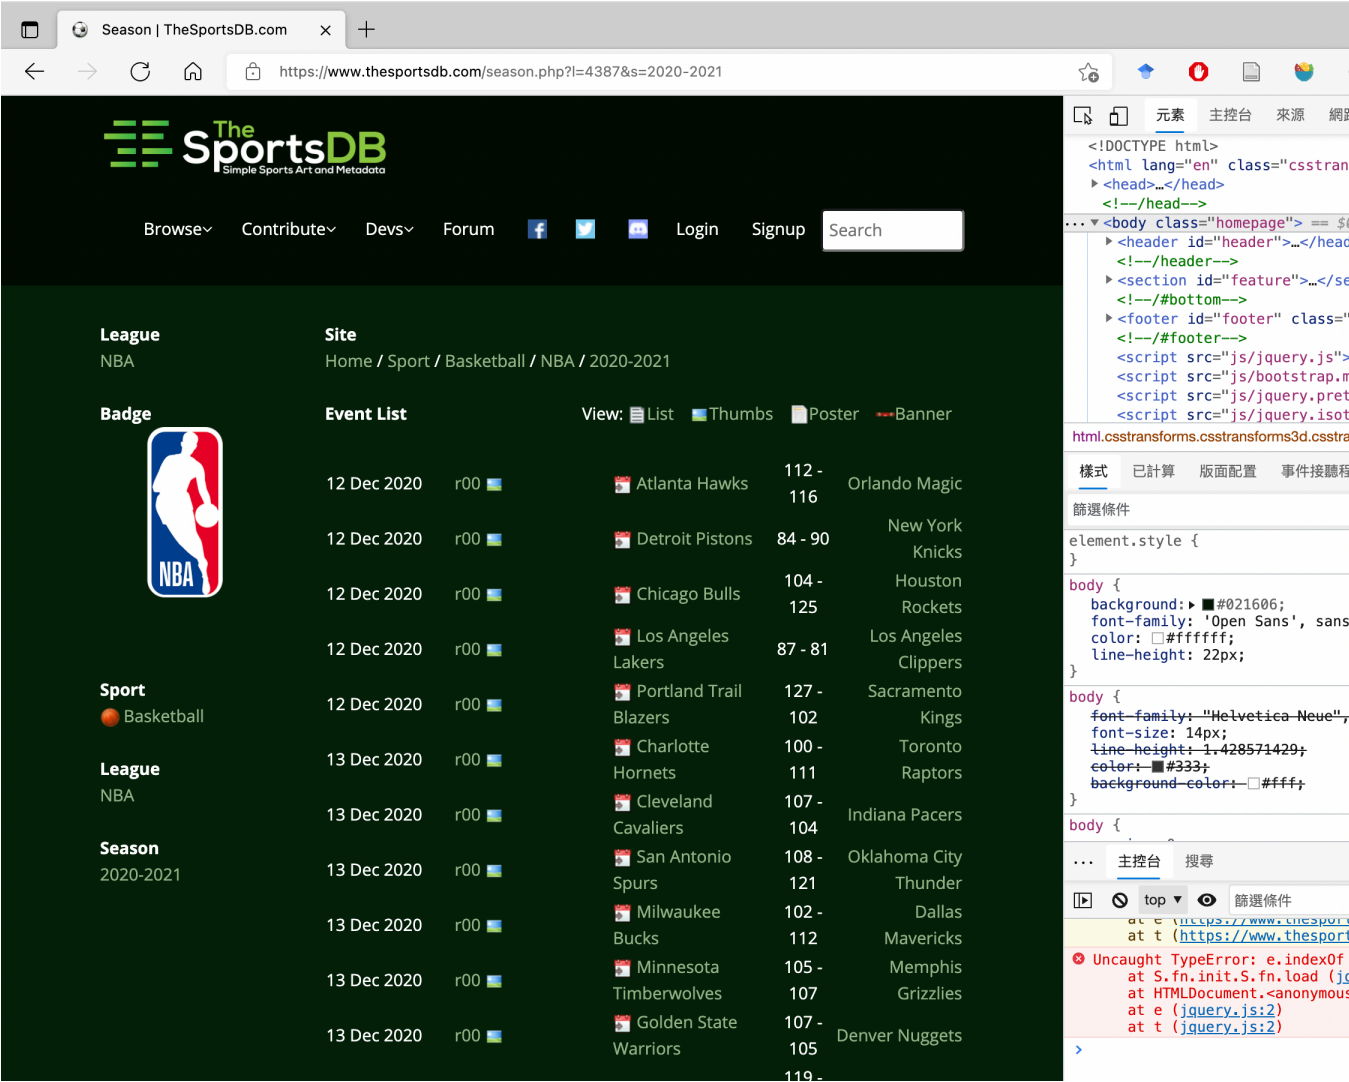 Season | TheSportsDB.com
https://www.thesportsdb.com/season.php?l=4387&s=2020-2021
The
SportsDB
Simple Sports Art and Metadata
Browse Contribute Devs Forum Login Signup Search
League
NBA
Site
Home / Sport / Basketball / NBA / 2020-2021
Badge
NBA
Event List View: List Thumbs Poster Banner
12 Dec 2020 r00 Atlanta Hawks 112 - 116 Orlando Magic
12 Dec 2020 r00 Detroit Pistons 84 - 90 New York Knicks
12 Dec 2020 r00 Chicago Bulls 104 - 125 Houston Rockets
12 Dec 2020 r00 Los Angeles Lakers 87 - 81 Los Angeles Clippers
12 Dec 2020 r00 Portland Trail Blazers 127 - 102 Sacramento Kings
13 Dec 2020 r00 Charlotte Hornets 100 - 111 Toronto Raptors
13 Dec 2020 r00 Cleveland Cavaliers 107 - 104 Indiana Pacers
13 Dec 2020 r00 San Antonio Spurs 108 - 121 Oklahoma City Thunder
13 Dec 2020 r00 Milwaukee Bucks 102 - 112 Dallas Mavericks
13 Dec 2020 r00 Minnesota Timberwolves 105 - 107 Memphis Grizzlies
13 Dec 2020 r00 Golden State Warriors 107 - 105 Denver Nuggets
119 -
Sport
Basketball
League
NBA
Season
2020-2021
元素 主控台 來源
<!DOCTYPE html>
<html lang="en" class="csstran
<head>…</head>
<!--/head-->
<body class="homepage"> ==
<header id="header">…</head
<!--/header-->
<section id="feature">…</se
<!--/#bottom-->
<footer id="footer" class="
<!--/#footer-->
<script src="js/jquery.js">
<script src="js/bootstrap.m
<script src="js/jquery.pret
<script src="js/jquery.isot
html.csstransforms.csstransforms3d.csstra
樣式 已計算 版面配置 事件接聽程
篩選條件
element.style {
}
body {
background: #021606;
font-family: 'Open Sans', sans
color: #ffffff;
line-height: 22px;
}
body {
font-family: "Helvetica Neue",
font-size: 14px;
line-height: 1.428571429;
color: #333;
background-color: #fff;
}
body {
主控台 搜尋
top 篩選條件
at e (https://www.thesport
at t (https://www.thesport
Uncaught TypeError: e.indexOf
at S.fn.init.S.fn.load (jq
at HTMLDocument.<anonymous
at e (jquery.js:2)
at t (jquery.js:2)